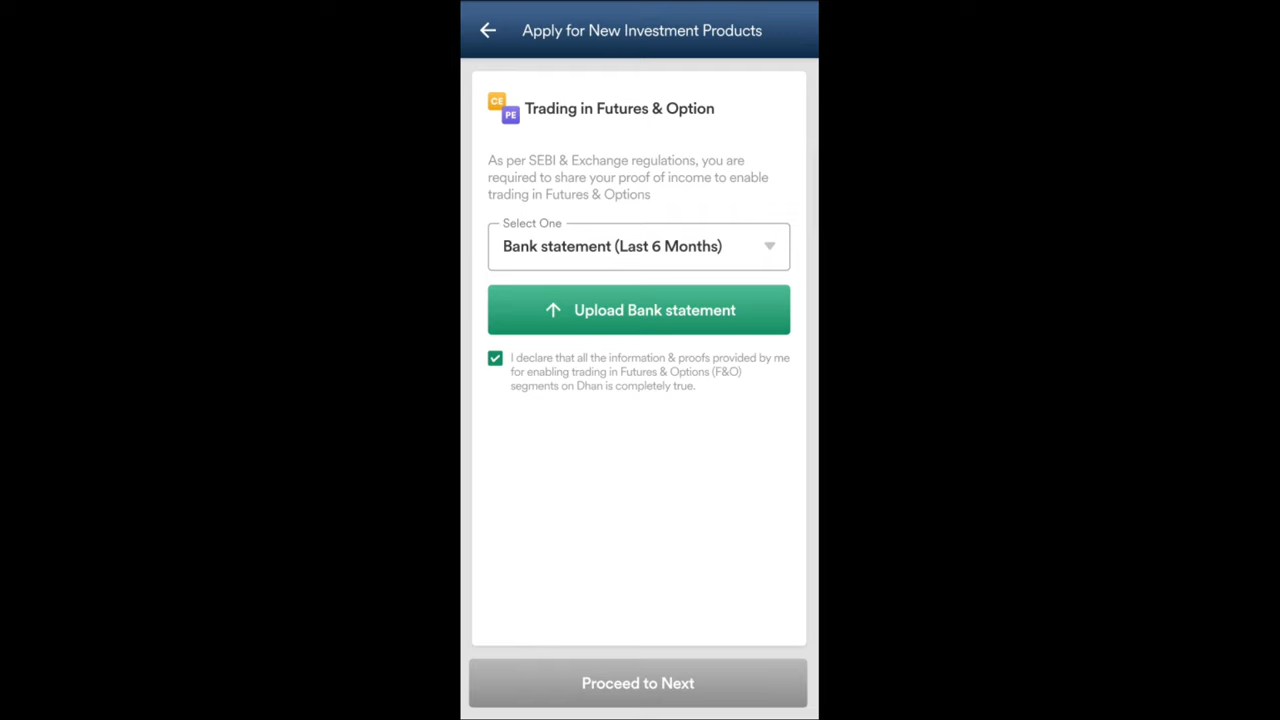 Apply for New Investment Products
CE
PE
Trading in Futures & Option
As per SEBI & Exchange regulations, you are
required to share your proof of income to enable
trading in Futures & Options
Select One
Bank statement (Last 6 Months)
Upload Bank statement
I declare that all the information & proofs provided by me
for enabling trading in Futures & Options (F&O)
segments on Dhan is completely true.
Proceed to Next